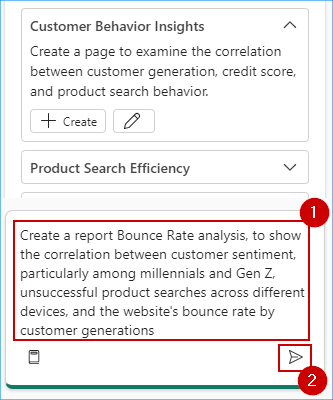 Customer Behavior Insights
Create a page to examine the correlation
between customer generation, credit score,
and product search behavior.
Create
Product Search Efficiency
1
Create a report Bounce Rate analysis, to show
the correlation between customer sentiment,
particularly among millennials and Gen Z,
unsuccessful product searches across different
devices, and the website's bounce rate by
customer generations
2